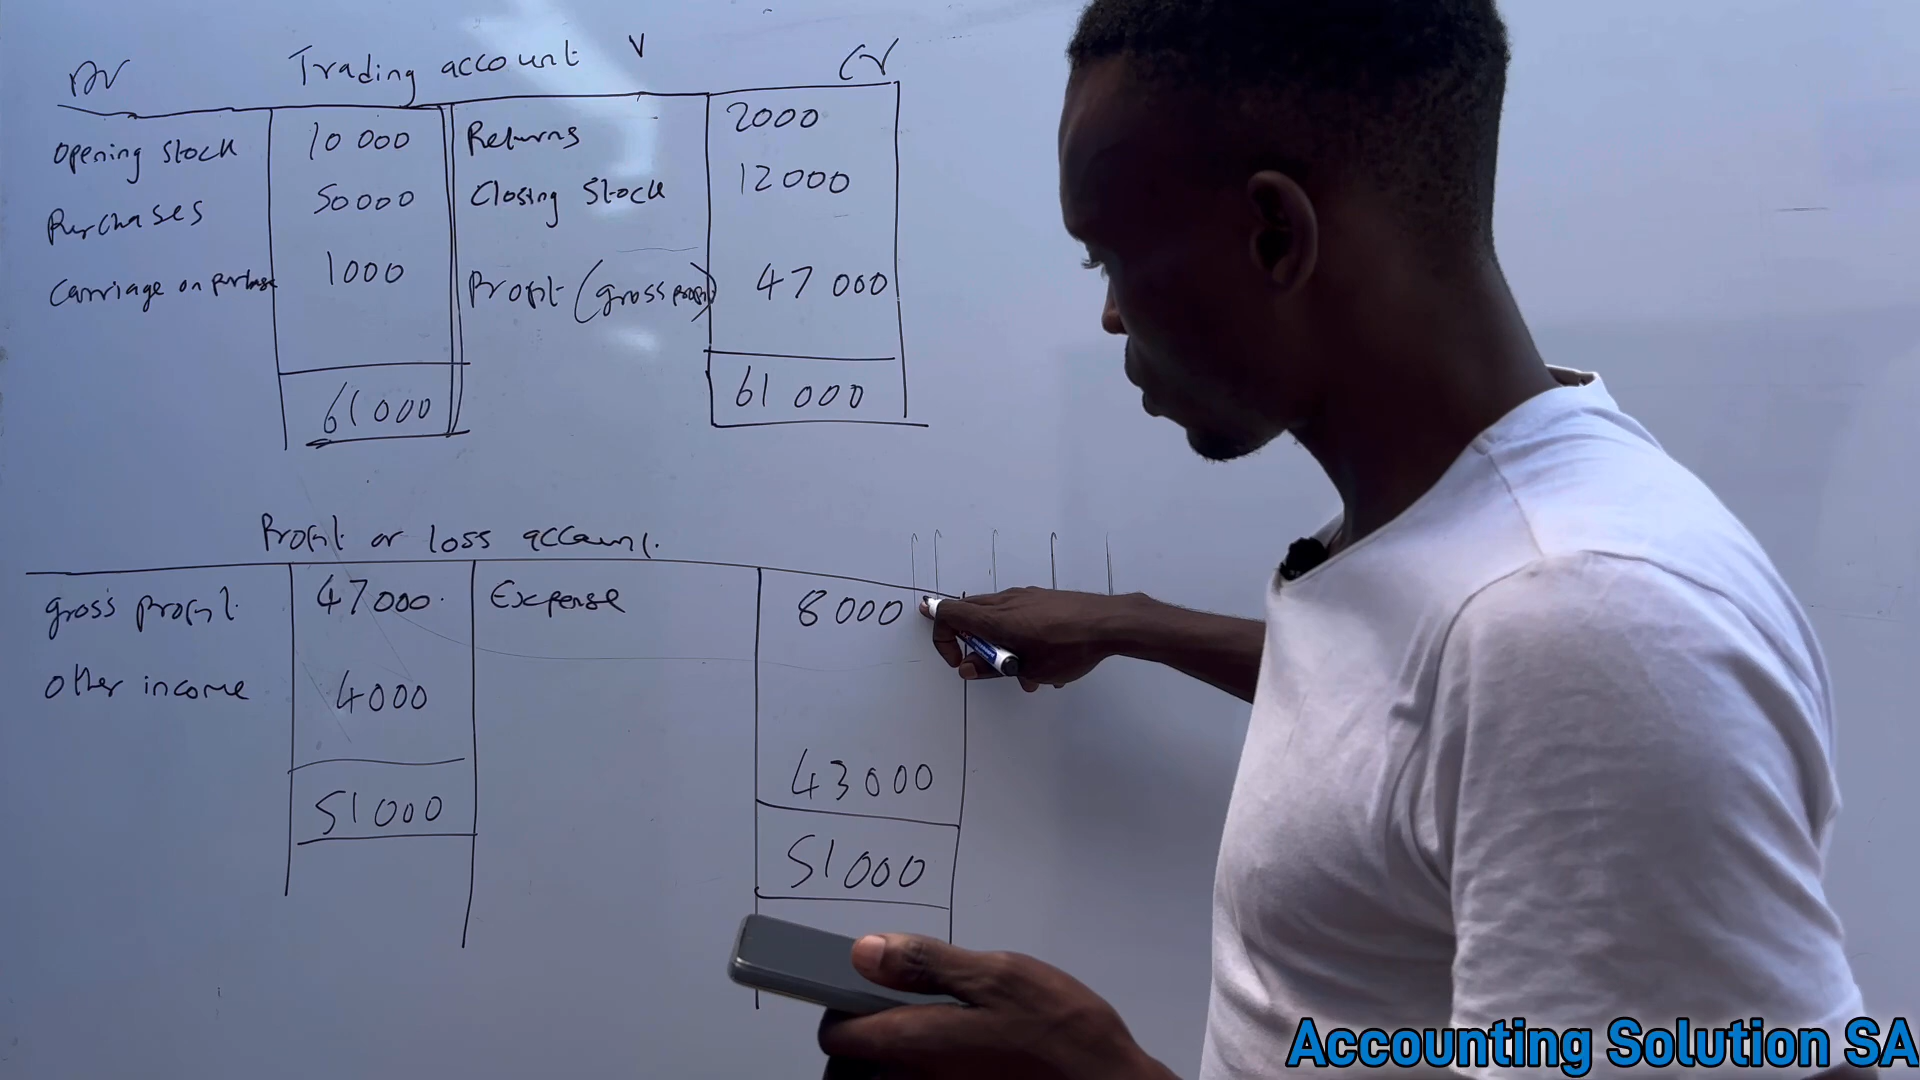 Dr Trading account Cr
Opening stock 10 000 Returns 2000
Purchases 50000 Closing Stock 12000
Carriage on purchase 1000 Profit (gross profit) 47 000
61 000 61 000
Profit or loss account.
gross profit 47000 Expense 8000
other income 4000
43000
51000 51000
Accounting Solution SA